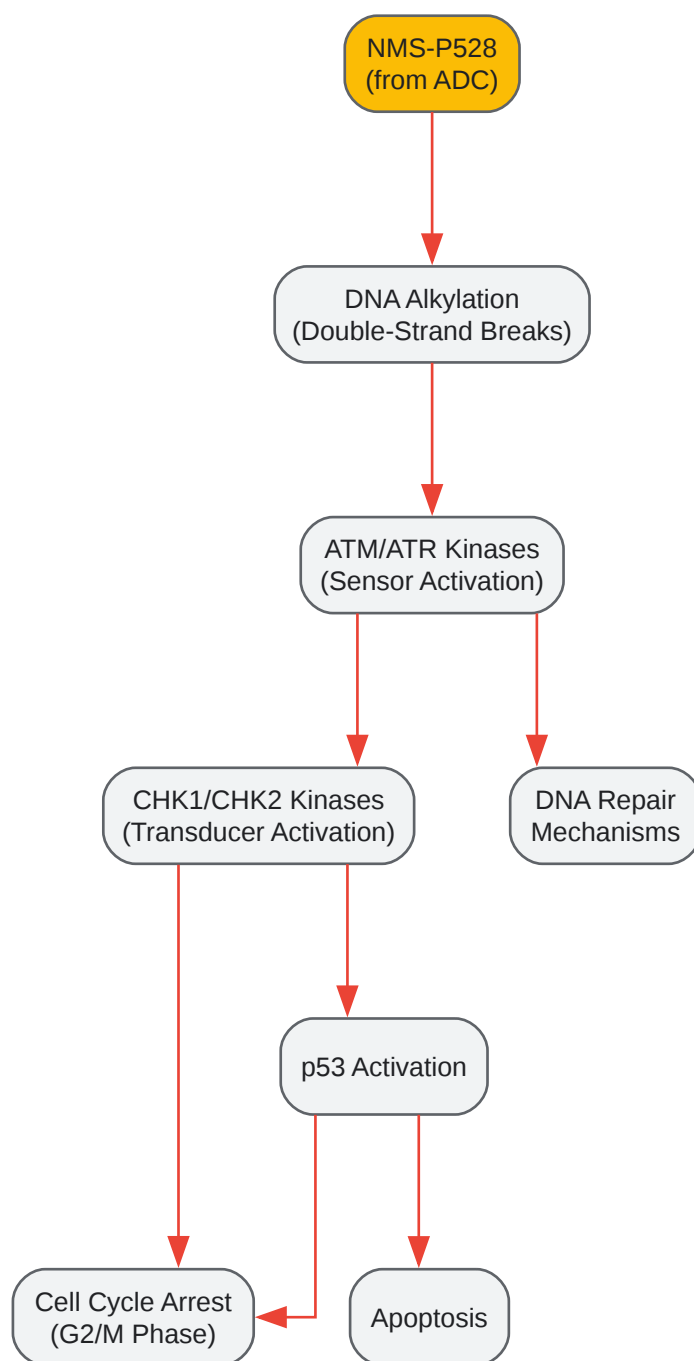 NMS-P528
(from ADC)
DNA Alkylation
(Double-Strand Breaks)
ATM/ATR Kinases
(Sensor Activation)
CHK1/CHK2 Kinases
(Transducer Activation)
DNA Repair
Mechanisms
p53 Activation
Cell Cycle Arrest
(G2/M Phase)
Apoptosis